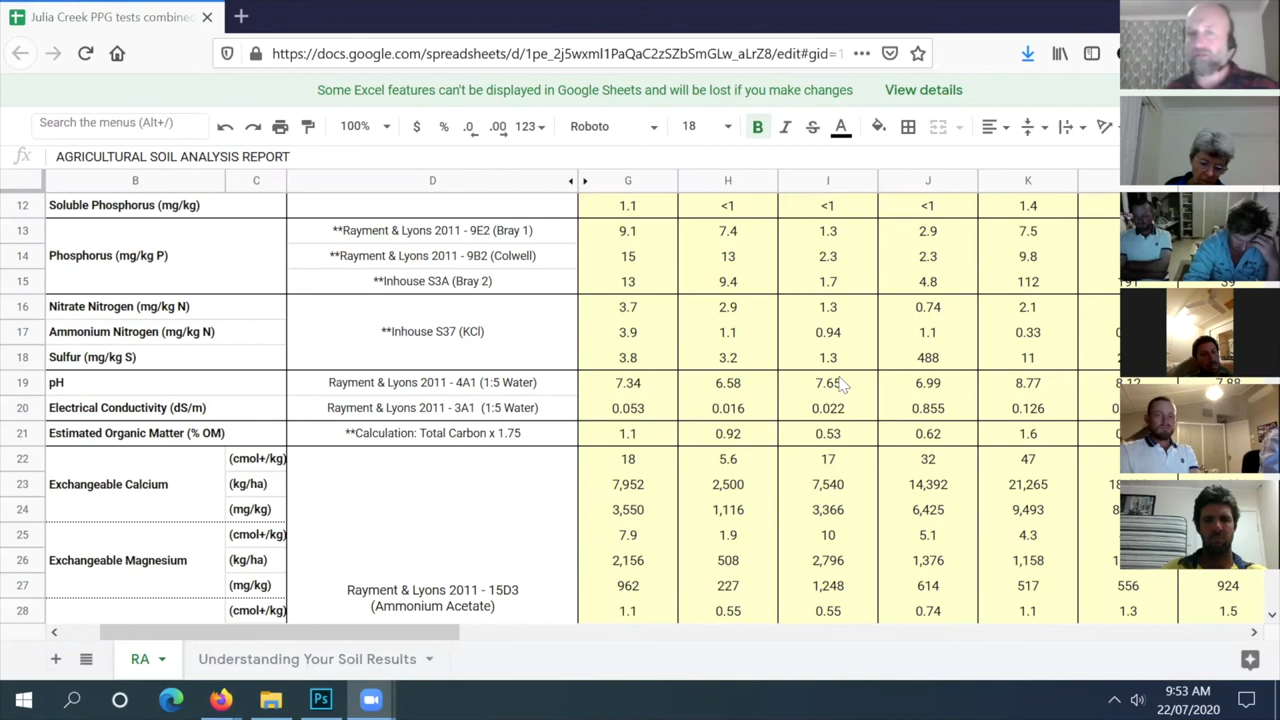 Julia Creek PPG tests combined
https://docs.google.com/spreadsheets/d/1pe_2j5wxml1PaQaC2zSZbSmGLw_aLrZ8/edit#gid=1
Some Excel features can't be displayed in Google Sheets and will be lost if you make changes View details
Search the menus (Alt+/) 100% $ % .0 .00 123 Roboto 18 B I S A
fx AGRICULTURAL SOIL ANALYSIS REPORT
B C D G H I J K
12 Soluble Phosphorus (mg/kg) 1.1 <1 <1 <1 1.4
13 **Rayment & Lyons 2011 - 9E2 (Bray 1) 9.1 7.4 1.3 2.9 7.5
14 Phosphorus (mg/kg P) **Rayment & Lyons 2011 - 9B2 (Colwell) 15 13 2.3 2.3 9.8
15 **Inhouse S3A (Bray 2) 13 9.4 1.7 4.8 112
16 Nitrate Nitrogen (mg/kg N) 3.7 2.9 1.3 0.74 2.1
17 Ammonium Nitrogen (mg/kg N) **Inhouse S37 (KCl) 3.9 1.1 0.94 1.1 0.33
18 Sulfur (mg/kg S) 3.8 3.2 1.3 488 11
19 pH Rayment & Lyons 2011 - 4A1 (1:5 Water) 7.34 6.58 7.65 6.99 8.77
20 Electrical Conductivity (dS/m) Rayment & Lyons 2011 - 3A1 (1:5 Water) 0.053 0.016 0.022 0.855 0.126
21 Estimated Organic Matter (% OM) **Calculation: Total Carbon x 1.75 1.1 0.92 0.53 0.62 1.6
22 (cmol+/kg) 18 5.6 17 32 47
23 Exchangeable Calcium (kg/ha) 7,952 2,500 7,540 14,392 21,265
24 (mg/kg) 3,550 1,116 3,366 6,425 9,493
25 (cmol+/kg) 7.9 1.9 10 5.1 4.3
26 Exchangeable Magnesium (kg/ha) 2,156 508 2,796 1,376 1,158
27 (mg/kg) Rayment & Lyons 2011 - 15D3 962 227 1,248 614 517 556 924
28 (cmol+/kg) (Ammonium Acetate) 1.1 0.55 0.55 0.74 1.1 1.3 1.5
RA Understanding Your Soil Results
Ps
9:53 AM
22/07/2020